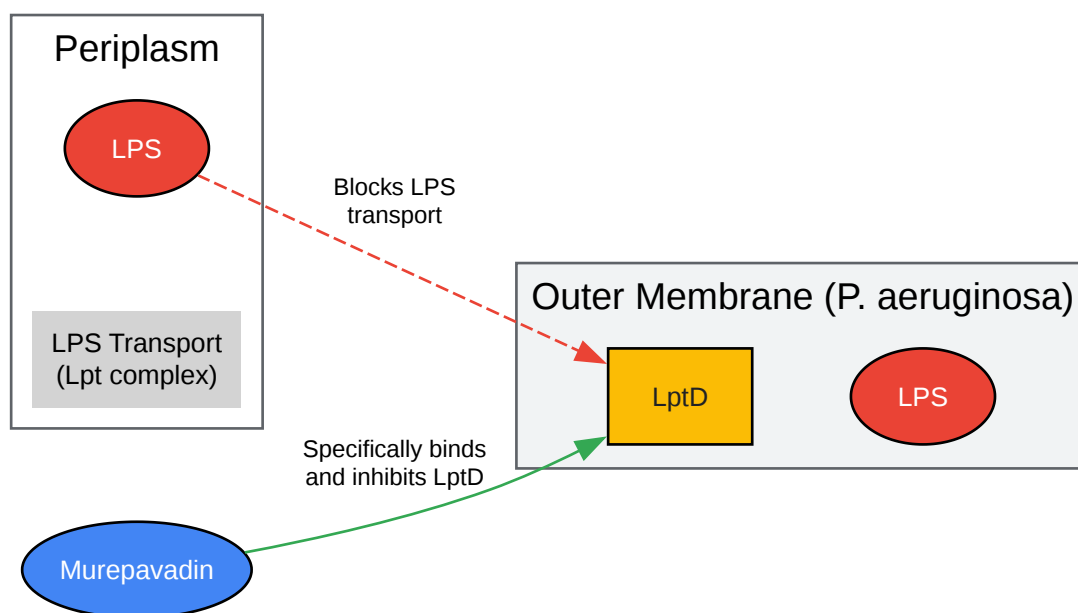 Periplasm
LPS
Blocks LPS
transport
Outer Membrane (P. aeruginosa)
LPS Transport
(Lpt complex)
LptD
LPS
Specifically binds
and inhibits LptD
Murepavadin